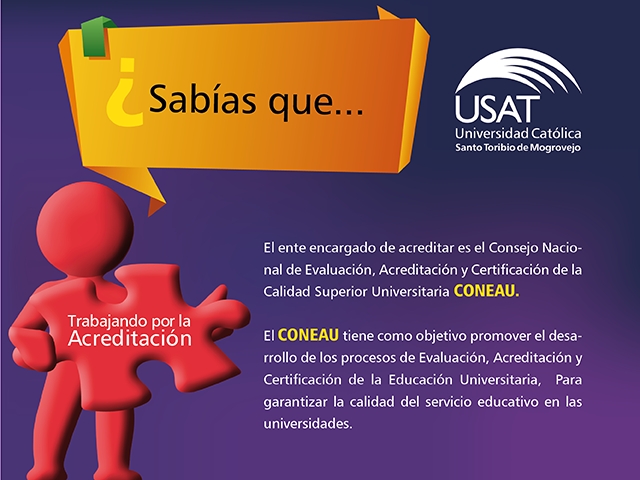 ¿Sabías que...
USAT
Universidad Católica
Santo Toribio de Mogrovejo
El ente encargado de acreditar es el Consejo Nacio-
nal de Evaluación, Acreditación y Certificación de la
Calidad Superior Universitaria CONEAU.
El CONEAU tiene como objetivo promover el desa-
rrollo de los procesos de Evaluación, Acreditación y
Certificación de la Educación Universitaria, Para
garantizar la calidad del servicio educativo en las
universidades.
Trabajando por la
Acreditación